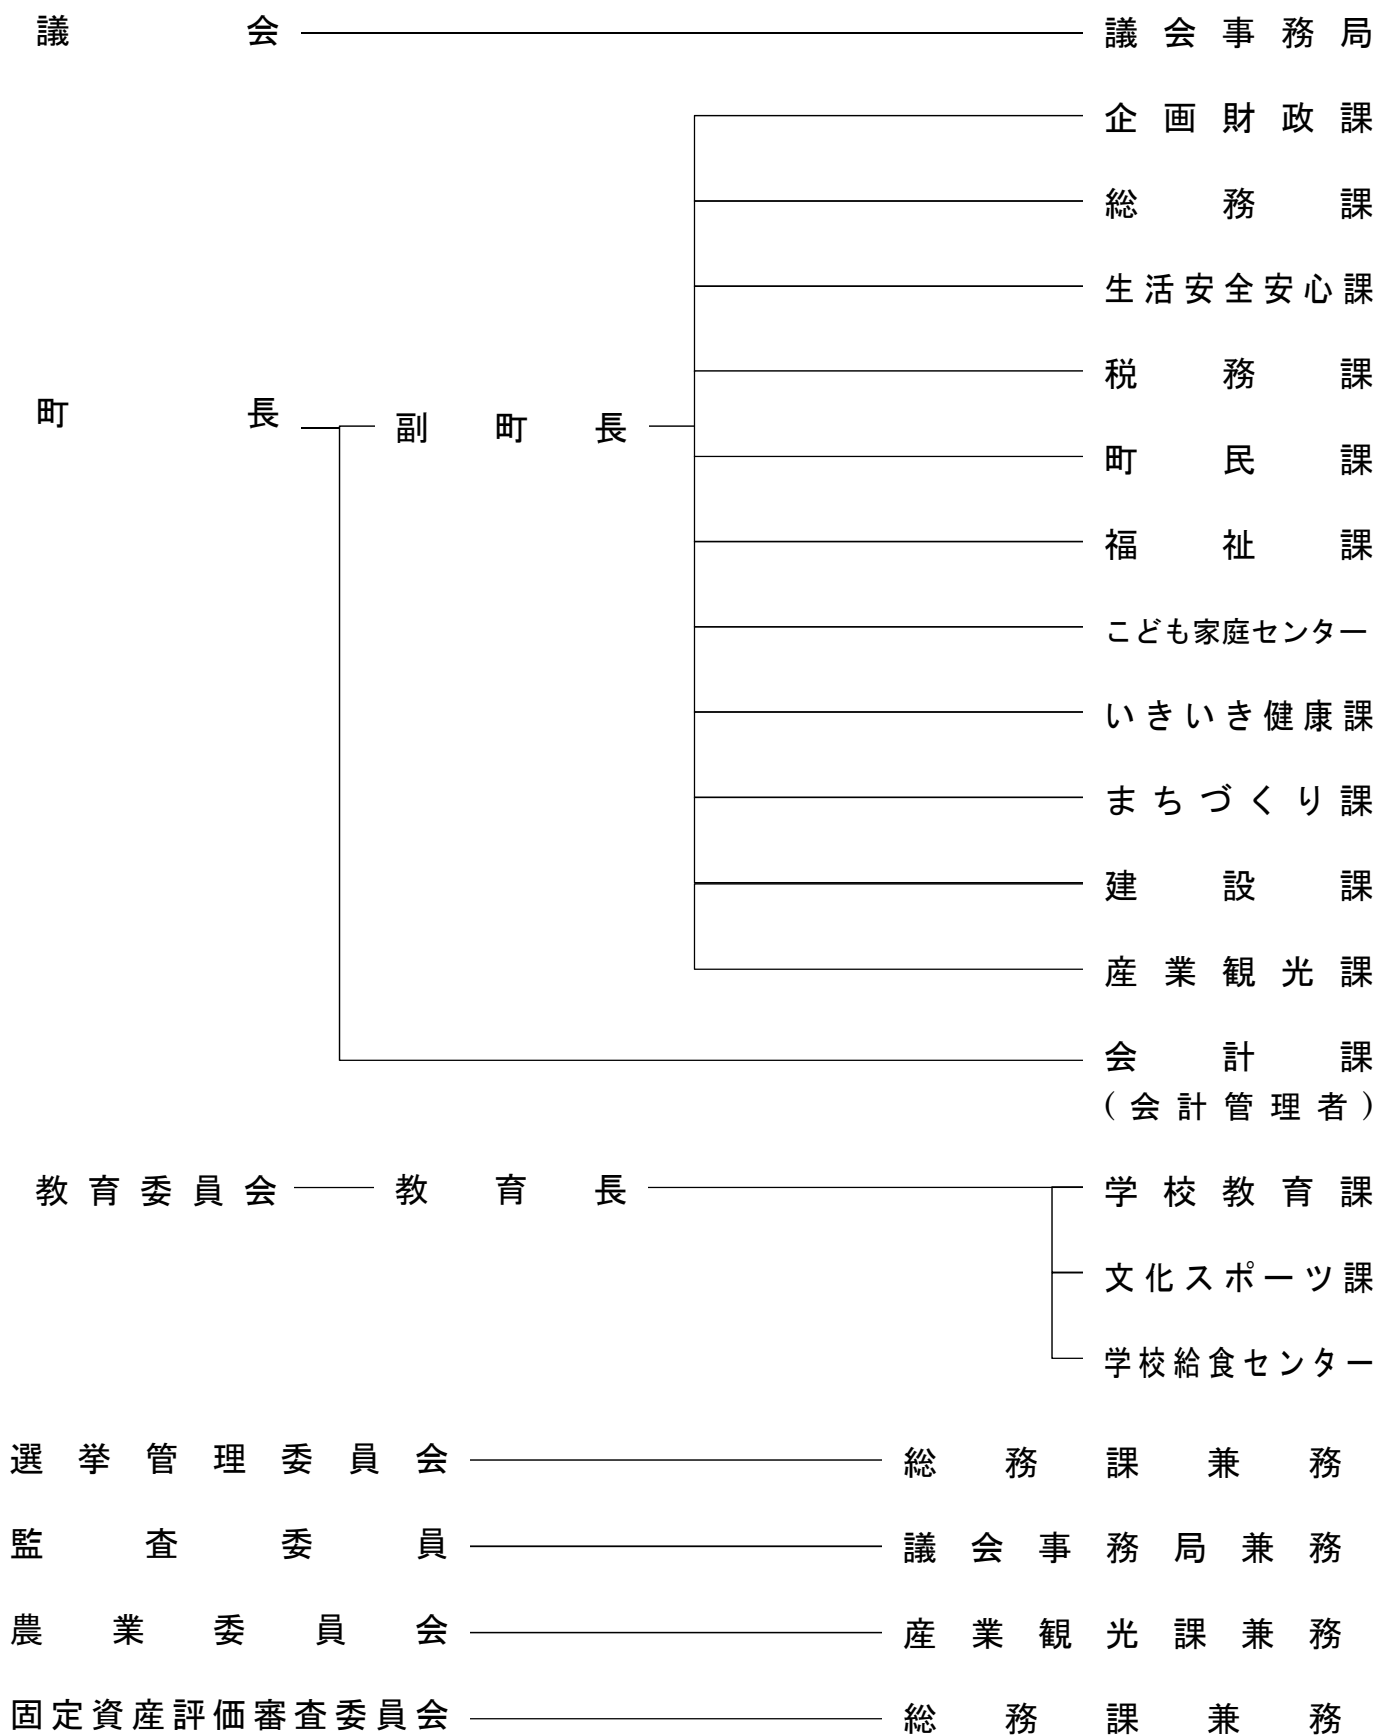 議会 議会事務局
企画財政課
総務課
生活安全安心課
税務課
町長 副町長
町民課
福祉課
こども家庭センター
いきいき健康課
まちづくり課
建設課
産業観光課
会計課
(会計管理者)
教育委員会 教育長 学校教育課
文化スポーツ課
学校給食センター
選挙管理委員会 総務課兼務
監査委員 議会事務局兼務
農業委員会 産業観光課兼務
固定資産評価審査委員会 総務課兼務